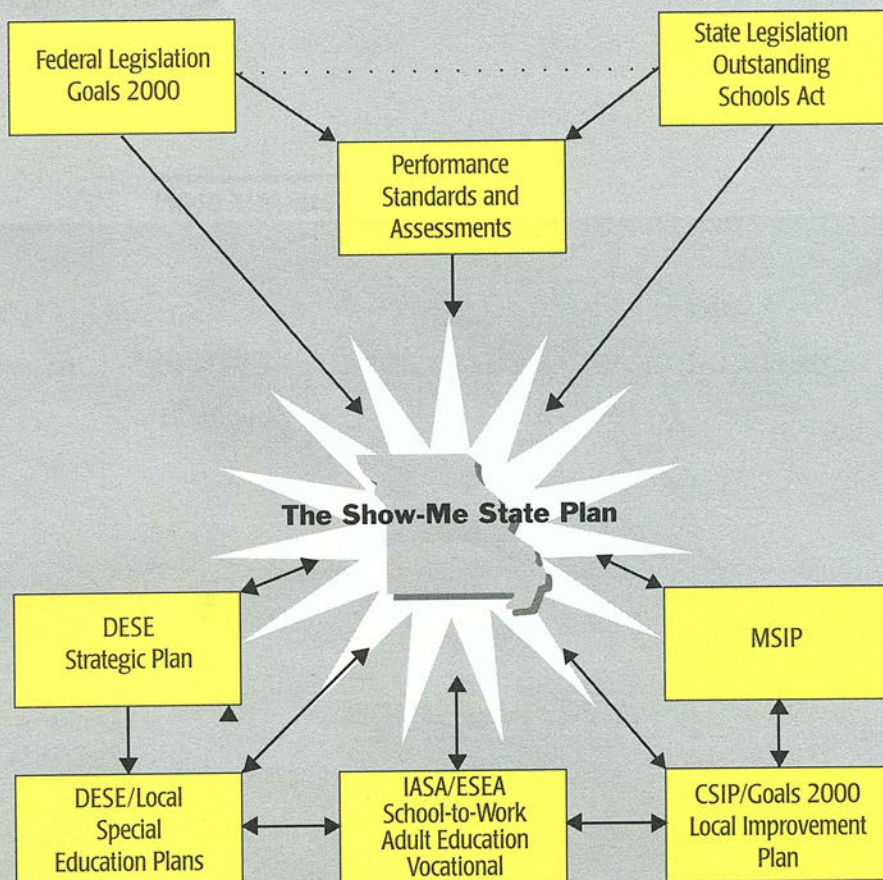 Federal Legislation
Goals 2000
State Legislation
Outstanding
Schools Act
Performance
Standards and
Assessments
The Show-Me State Plan
DESE
Strategic Plan
MSIP
DESE/Local
Special
Education Plans
IASA/ESEA
School-to-Work
Adult Education
Vocational
CSIP/Goals 2000
Local Improvement
Plan